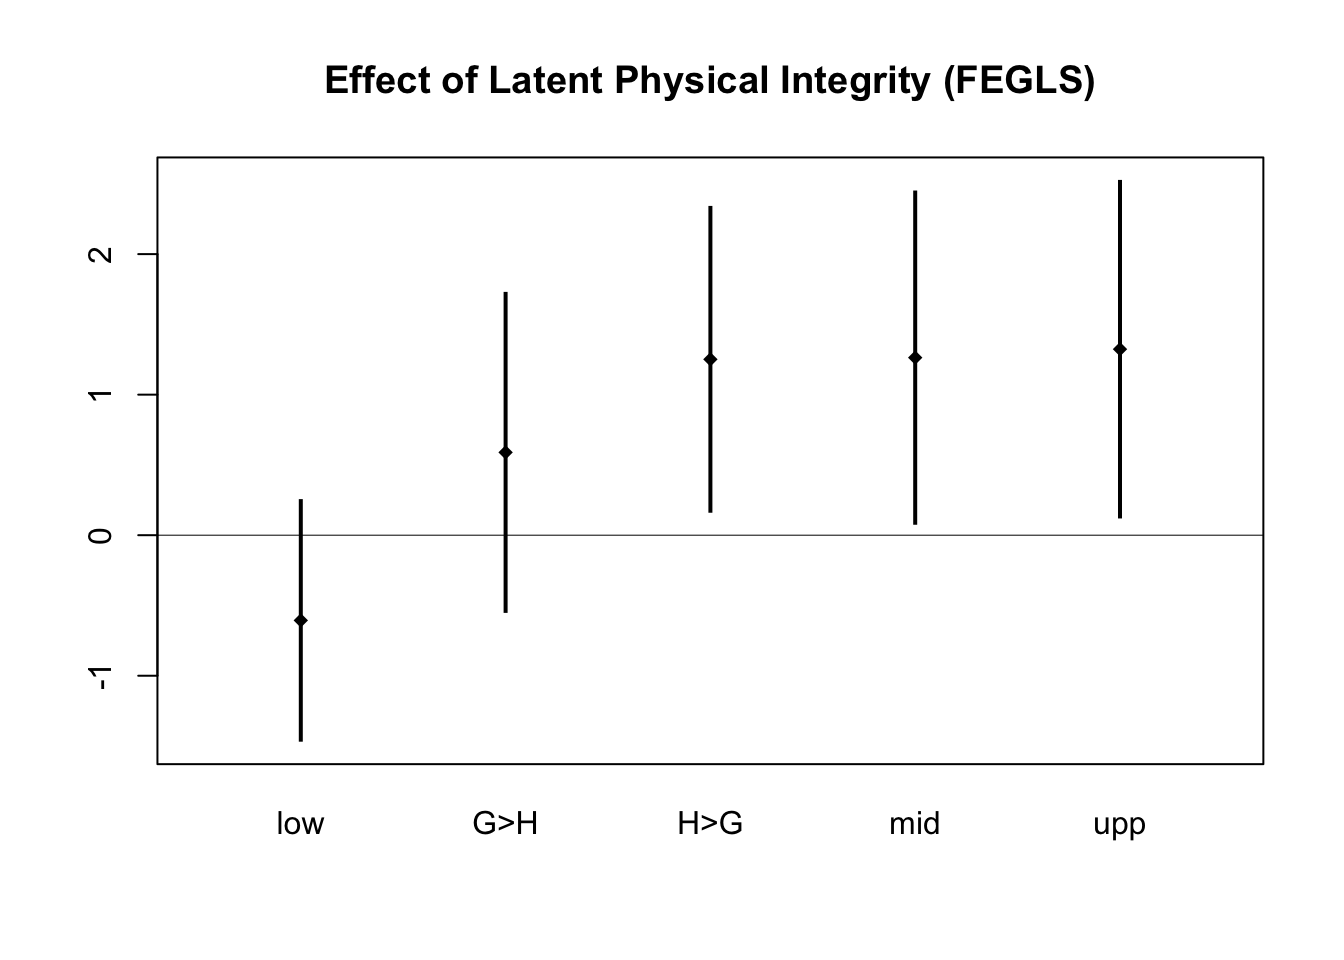 Effect of Latent Physical Integrity (FEGLS)
2
1
0
-1
low G>H H>G mid upp